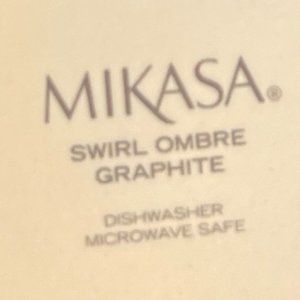 MIKASA®
SWIRL OMBRE
GRAPHITE
DISHWASHER
MICROWAVE SAFE